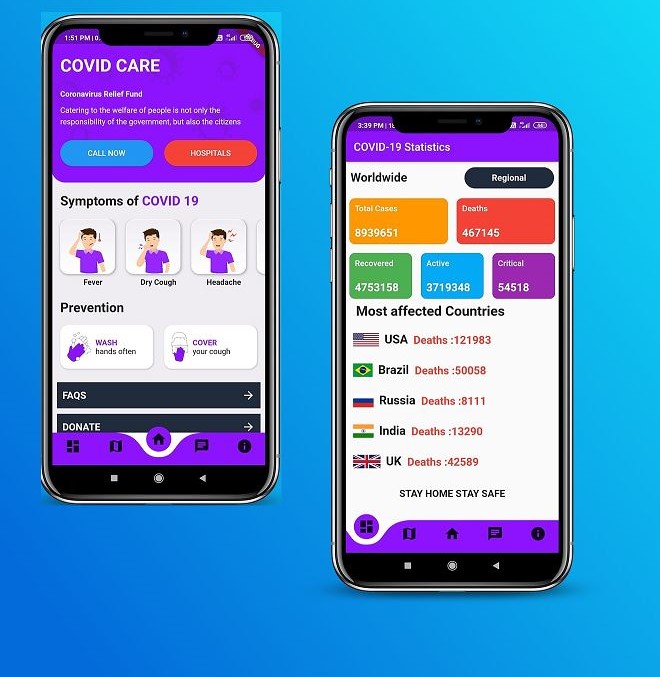 1:51 PM
COVID CARE
Coronavirus Relief Fund
Catering to the welfare of people is not only the
responsibility of the government, but also the citizens
CALL NOW
HOSPITALS
Symptoms of COVID 19
Fever
Dry Cough
Headache
Prevention
WASH
hands often
COVER
your cough
FAQS
DONATE
3:39 PM
COVID-19 Statistics
Worldwide
Regional
Total Cases
8939651
Deaths
467145
Recovered
4753158
Active
3719348
Critical
54518
Most affected Countries
USA Deaths :121983
Brazil Deaths :50058
Russia Deaths :8111
India Deaths :13290
UK Deaths :42589
STAY HOME STAY SAFE